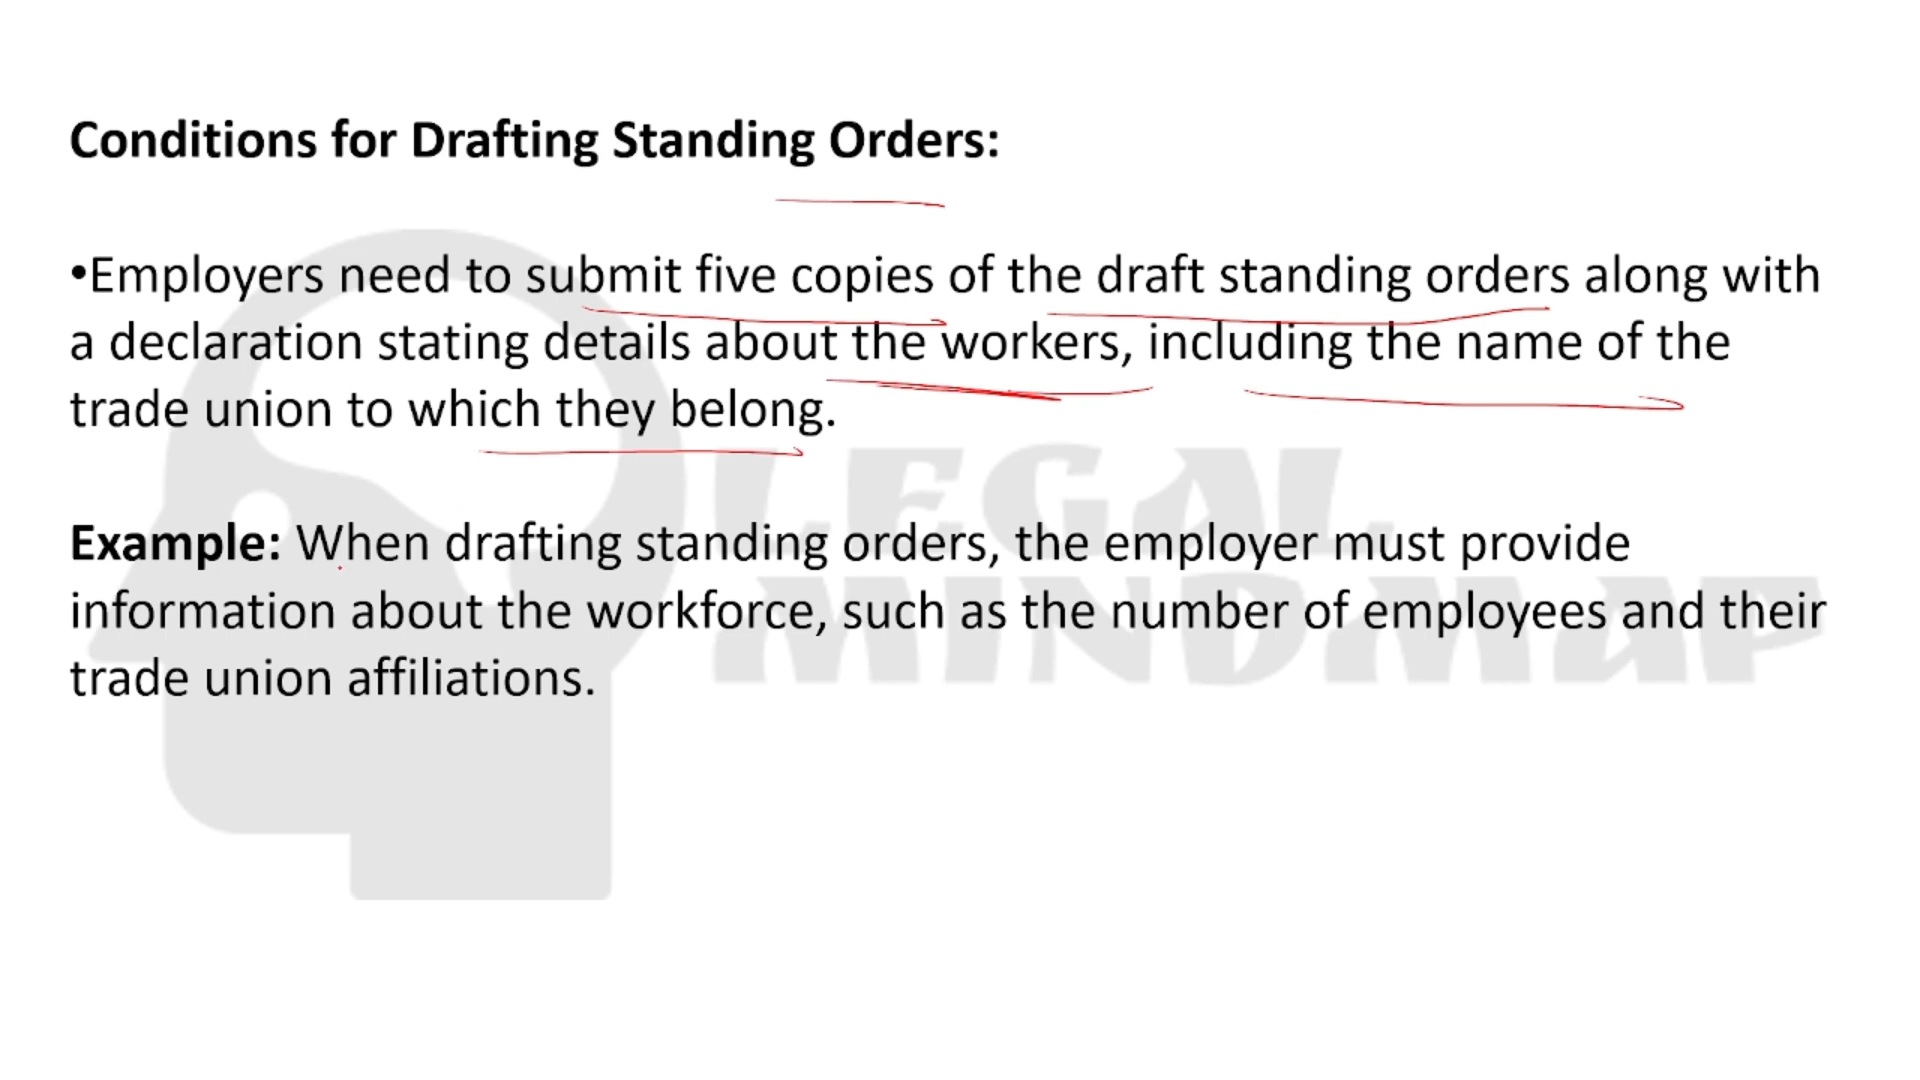 Conditions for Drafting Standing Orders:
•Employers need to submit five copies of the draft standing orders along with
a declaration stating details about the workers, including the name of the
trade union to which they belong.
LEGAL
Example: When drafting standing orders, the employer must provide
MINDMAP
information about the workforce, such as the number of employees and their
trade union affiliations.